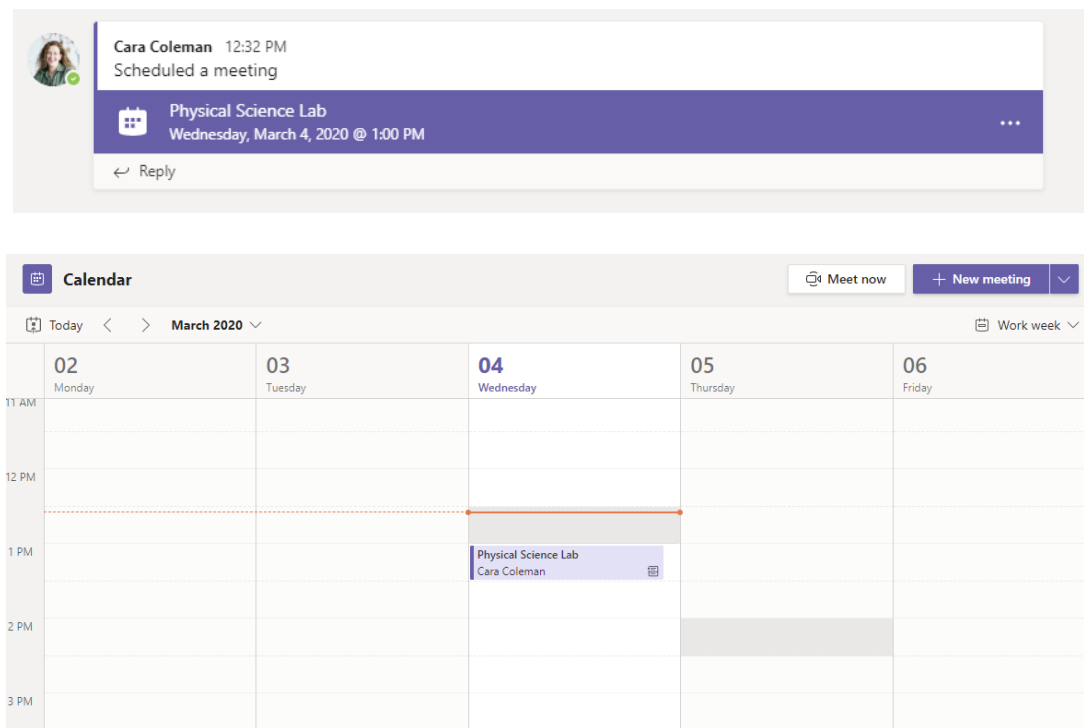 Cara Coleman 12:32 PM
Scheduled a meeting
Physical Science Lab
Wednesday, March 4, 2020 @ 1:00 PM
Reply
Calendar
Meet now
New meeting
Today
March 2020
Work week
02
Monday
03
Tuesday
04
Wednesday
05
Thursday
06
Friday
11 AM
12 PM
1 PM
Physical Science Lab
Cara Coleman
2 PM
3 PM